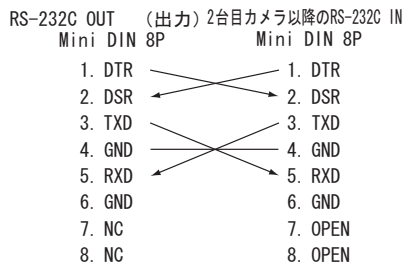 RS-232C OUT (出力) 2台目カメラ以降のRS-232C IN
Mini DIN 8P Mini DIN 8P
1. DTR 1. DTR
2. DSR 2. DSR
3. TXD 3. TXD
4. GND 4. GND
5. RXD 5. RXD
6. GND 6. GND
7. NC 7. OPEN
8. NC 8. OPEN